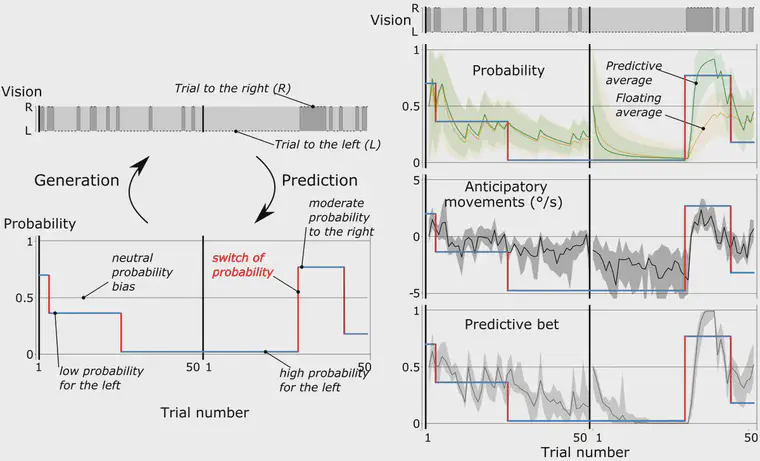 Vision
R
L
Trial to the right (R)
Trial to the left (L)
Generation
Prediction
Probability
1
0.5
0
neutral
probability
bias
switch of
probability
moderate
probability
to the right
low probability
for the left
high probability
for the left
1
50
1
50
Trial number
Vision
R
L
1
0.5
0
Probability
Predictive
average
Floating
average
5
0
-5
Anticipatory
movements (°/s)
1
0.5
0
Predictive bet
1
50
1
50
Trial number